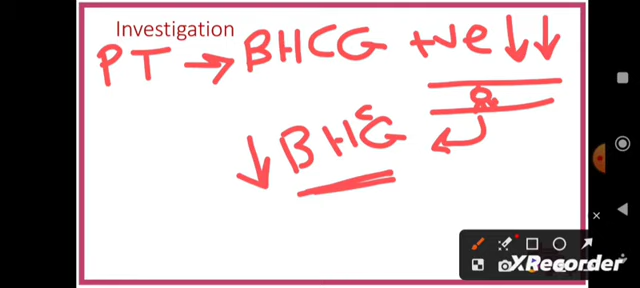 Investigation
PT → BHCG +ve ↓↓
↓ BHCG
XRecorder